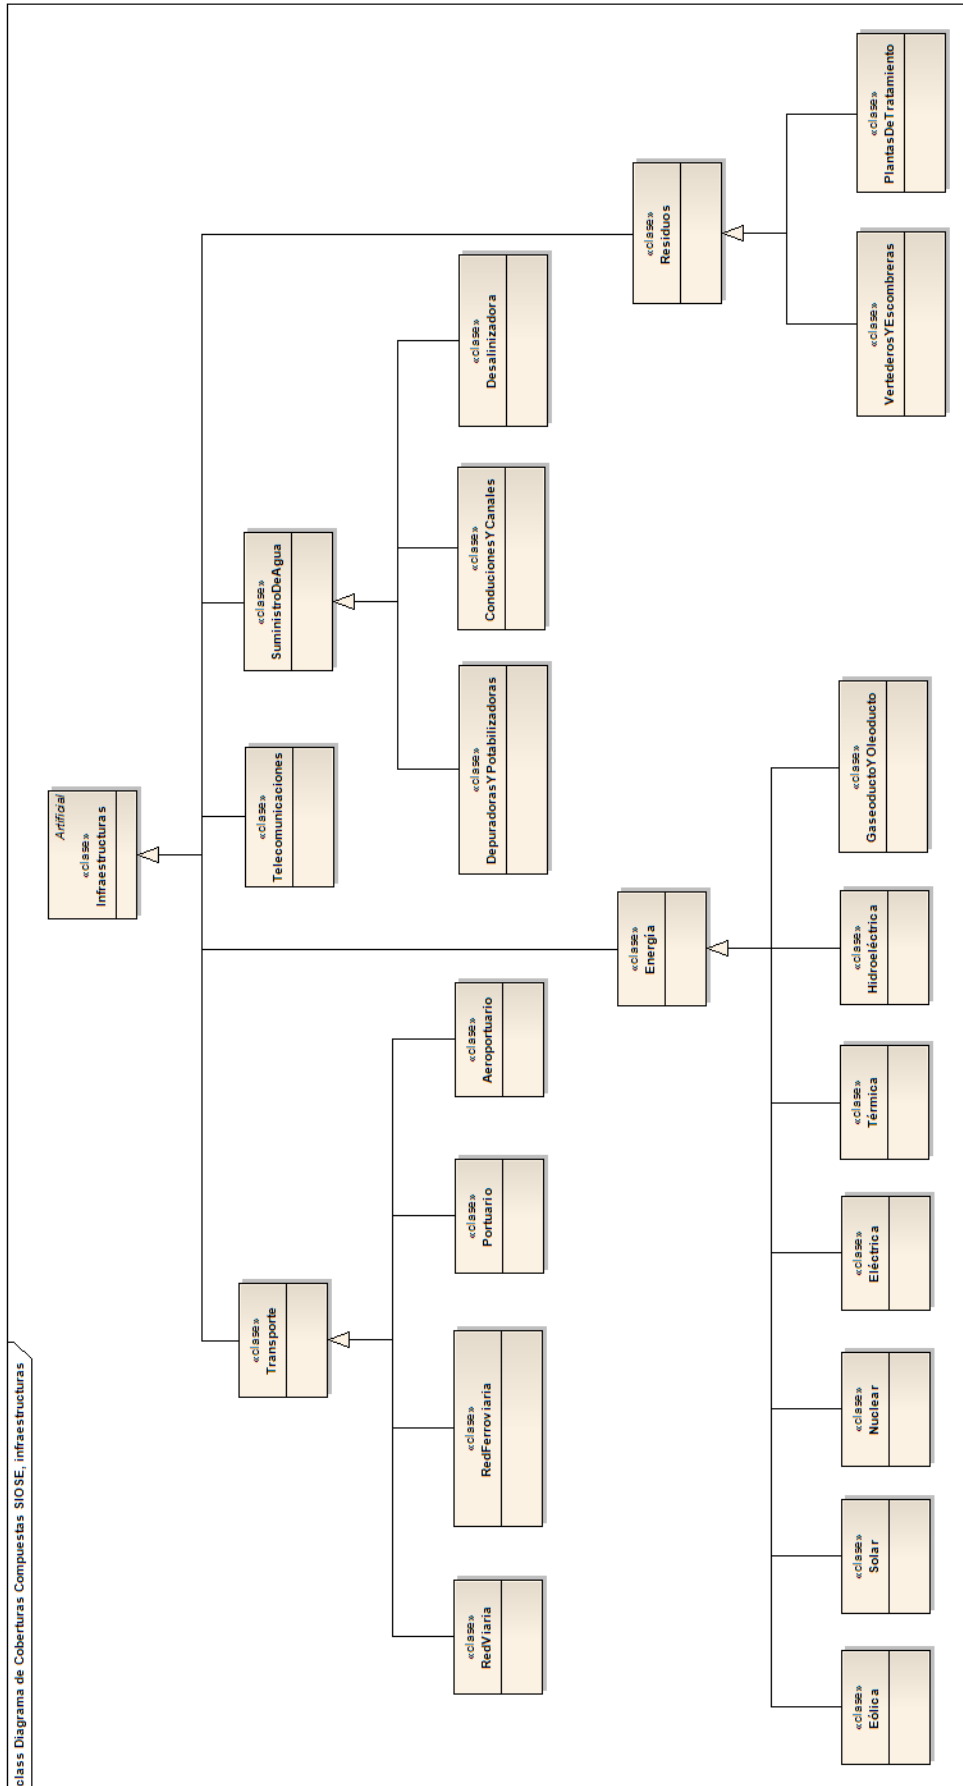 class Diagrama de Coberturas Compuestas SIOSE, infraestructuras
Artificial
«clase»
Infraestructuras
«clase»
Transporte
«clase»
Telecomunicaciones
«clase»
SuministroDeAgua
«clase»
RedViaria
«clase»
RedFerroviaria
«clase»
Portuario
«clase»
Aeroportuario
«clase»
DepuradorasYPotabilizadoras
«clase»
ConducionesYCanales
«clase»
Desalinizadora
«clase»
Energía
«clase»
Residuos
«clase»
Eólica
«clase»
Solar
«clase»
Nuclear
«clase»
Eléctrica
«clase»
Térmica
«clase»
Hidroeléctrica
«clase»
GaseoductoYOleoducto
«clase»
VertederosYEscombreras
«clase»
PlantasDeTratamiento